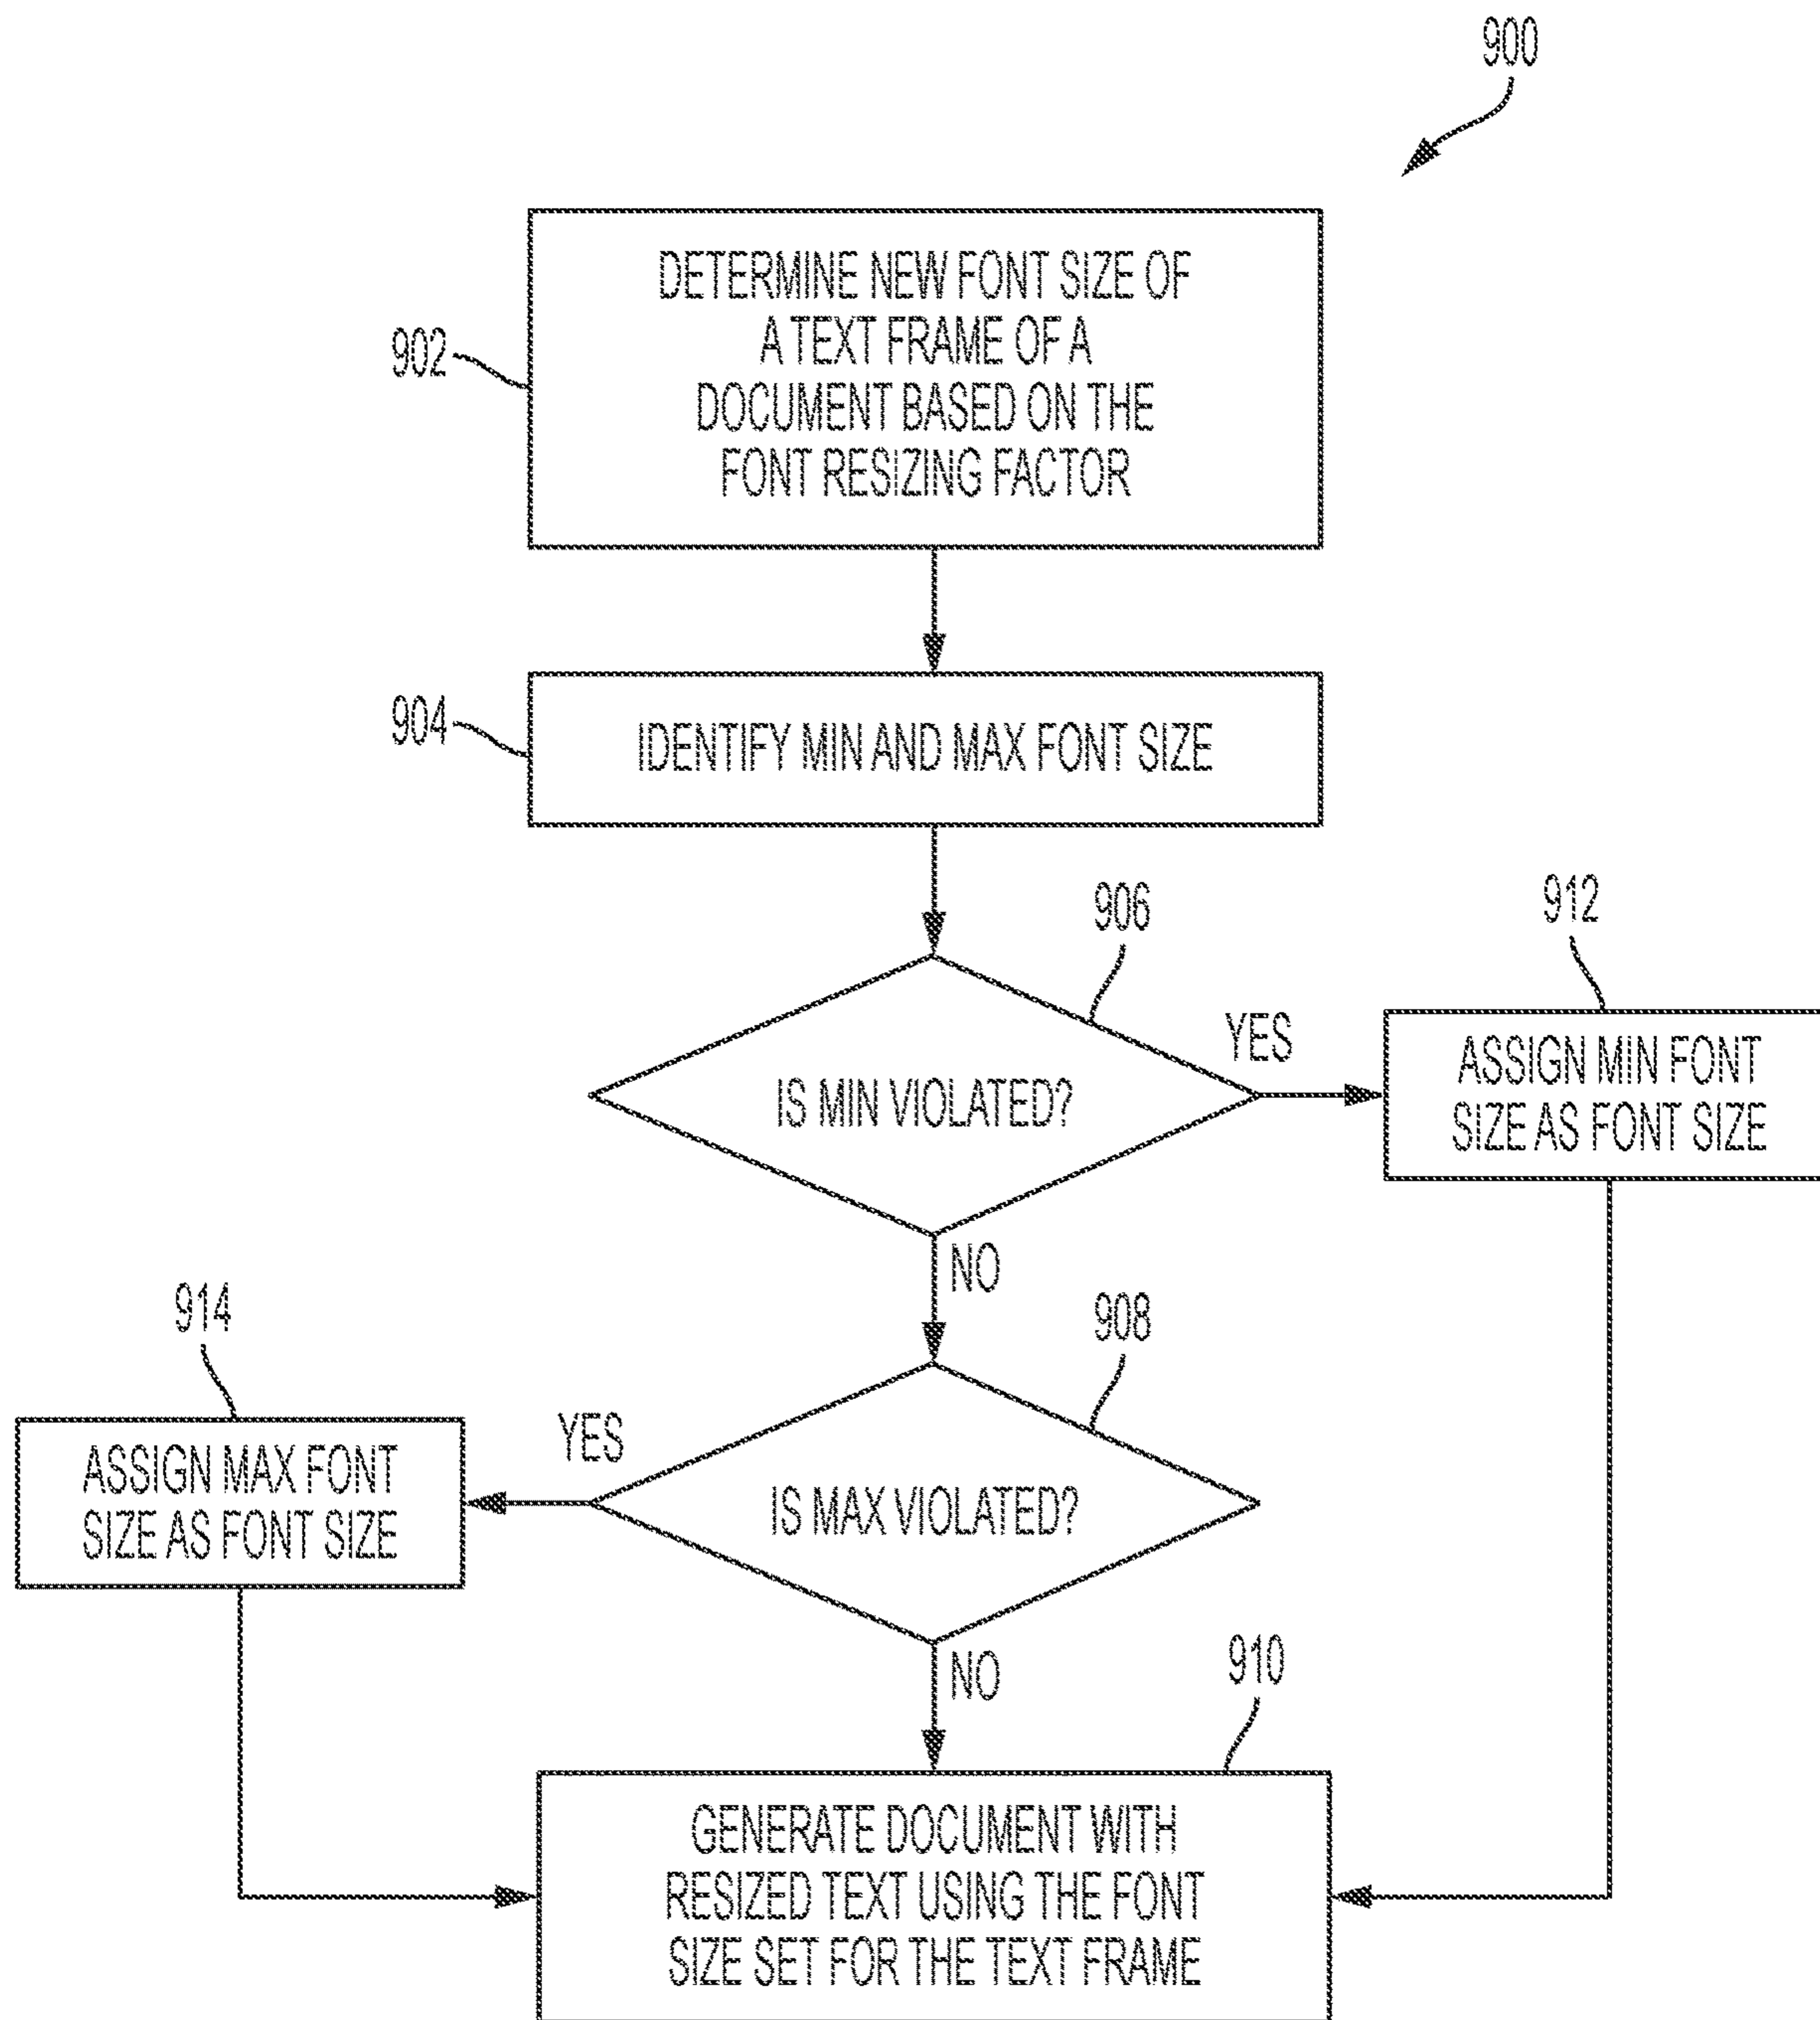 900
902
DETERMINE NEW FONT SIZE OF
A TEXT FRAME OF A
DOCUMENT BASED ON THE
FONT RESIZING FACTOR
904
IDENTIFY MIN AND MAX FONT SIZE
906
IS MIN VIOLATED?
YES
912
ASSIGN MIN FONT
SIZE AS FONT SIZE
NO
908
IS MAX VIOLATED?
YES
914
ASSIGN MAX FONT
SIZE AS FONT SIZE
NO
910
GENERATE DOCUMENT WITH
RESIZED TEXT USING THE FONT
SIZE SET FOR THE TEXT FRAME